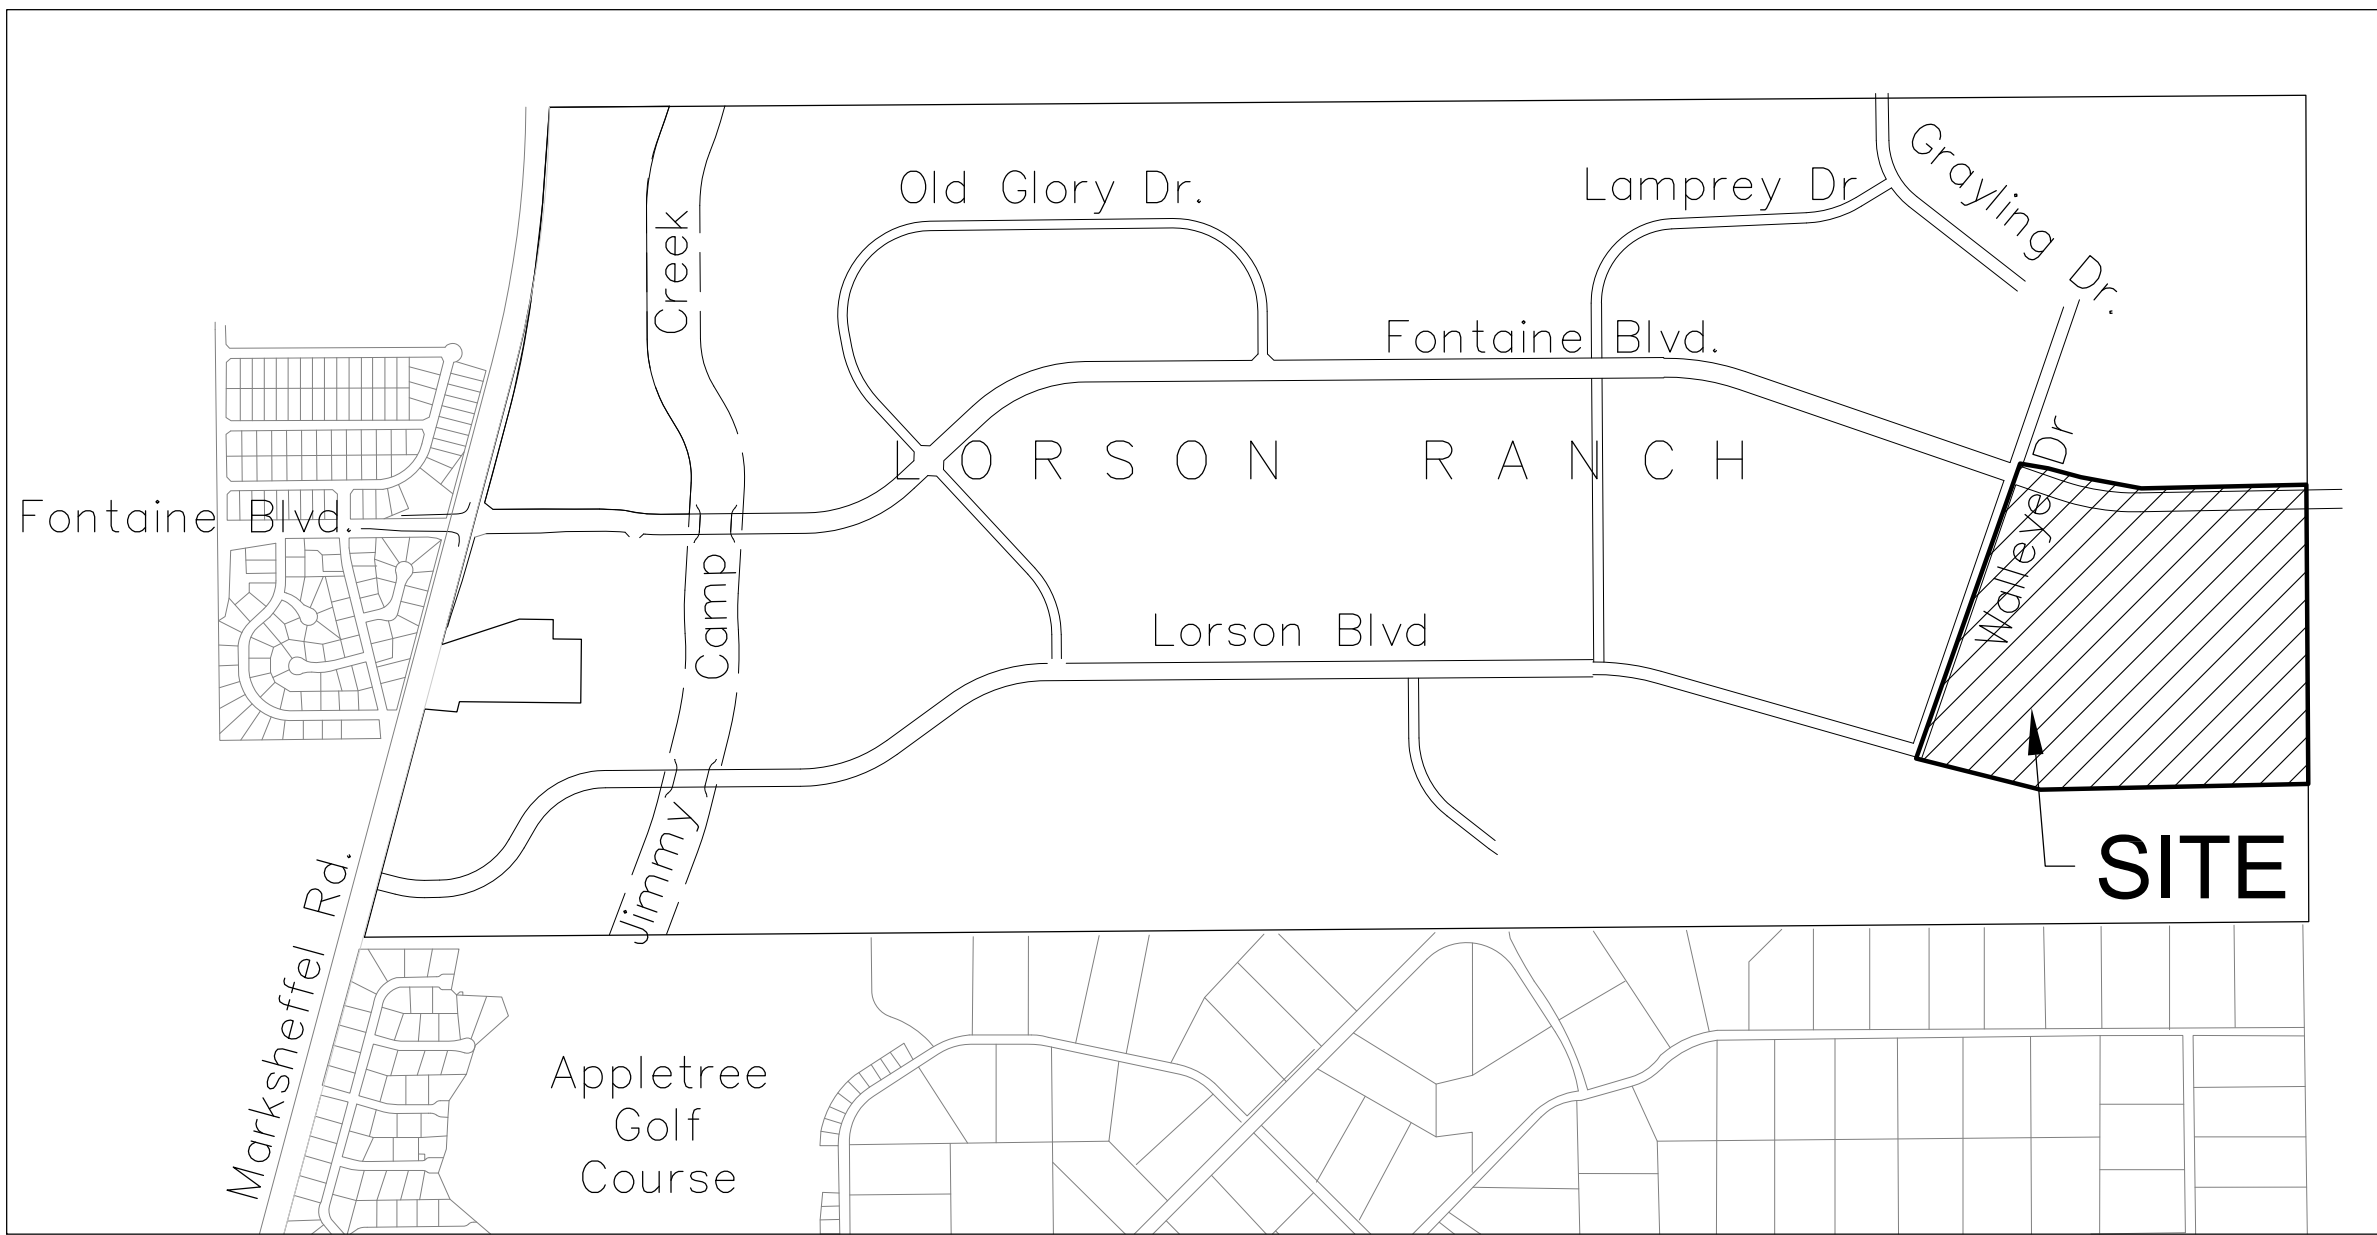 Old Glory Dr.
Lamprey Dr
Grayling Dr.
Creek
Fontaine Blvd.
LORSON RANCH
Walleye Dr
Fontaine Blvd.
Camp
Lorson Blvd
Jimmy
SITE
Marksheffel Rd.
Appletree
Golf
Course